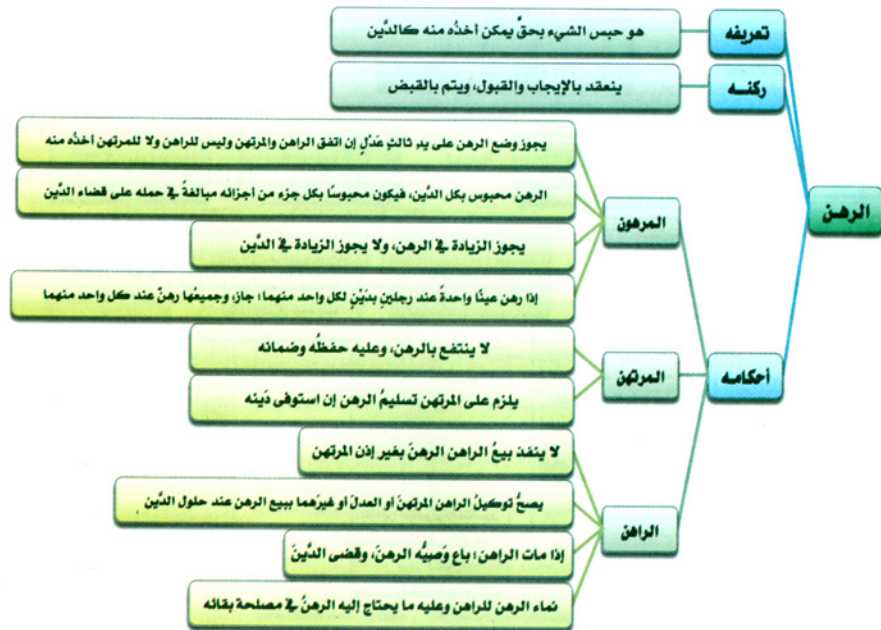 الرهـن
تعريفه
هو حبس الشيء بحقٍّ يمكن أخذُه منه كالدَّين
ركنـــه
ينعقد بالإيجاب والقبول، ويتم بالقبض
أحكامـه
المرهون
يجوز وضع الرهن على يدِ ثالثٍ عَدْلٍ إن اتفق الراهن والمرتهن وليس للراهن ولا للمرتهن أخذُه منه
الرهن محبوس بكل الدَّين، فيكون محبوسًا بكل جزء من أجزائه مبالغةً في حمله على قضاء الدَّين
يجوز الزيادة في الرهن، ولا يجوز الزيادة في الدَّين
إذا رهن عينًا واحدةً عند رجلينِ بدَيْنٍ لكل واحد منهما؛ جاز، وجميعُها رهنٌ عند كل واحد منهما
المرتهن
لا ينتفع بالرهن، وعليه حفظُه وضمانه
يلزم على المرتهن تسليمُ الرهن إن استوفى دَينه
الراهن
لا ينفذ بيعُ الراهن الرهنَ بغير إذن المرتهن
يصحُّ توكيلُ الراهن المرتهنَ أو العدلَ أو غيرَهما ببيع الرهن عند حلول الدَّين
إذا مات الراهن؛ باع وَصيُّه الرهنَ، وقضى الدَّينَ
نماء الرهن للراهن وعليه ما يحتاج إليه الرهنُ في مصلحة بقائه